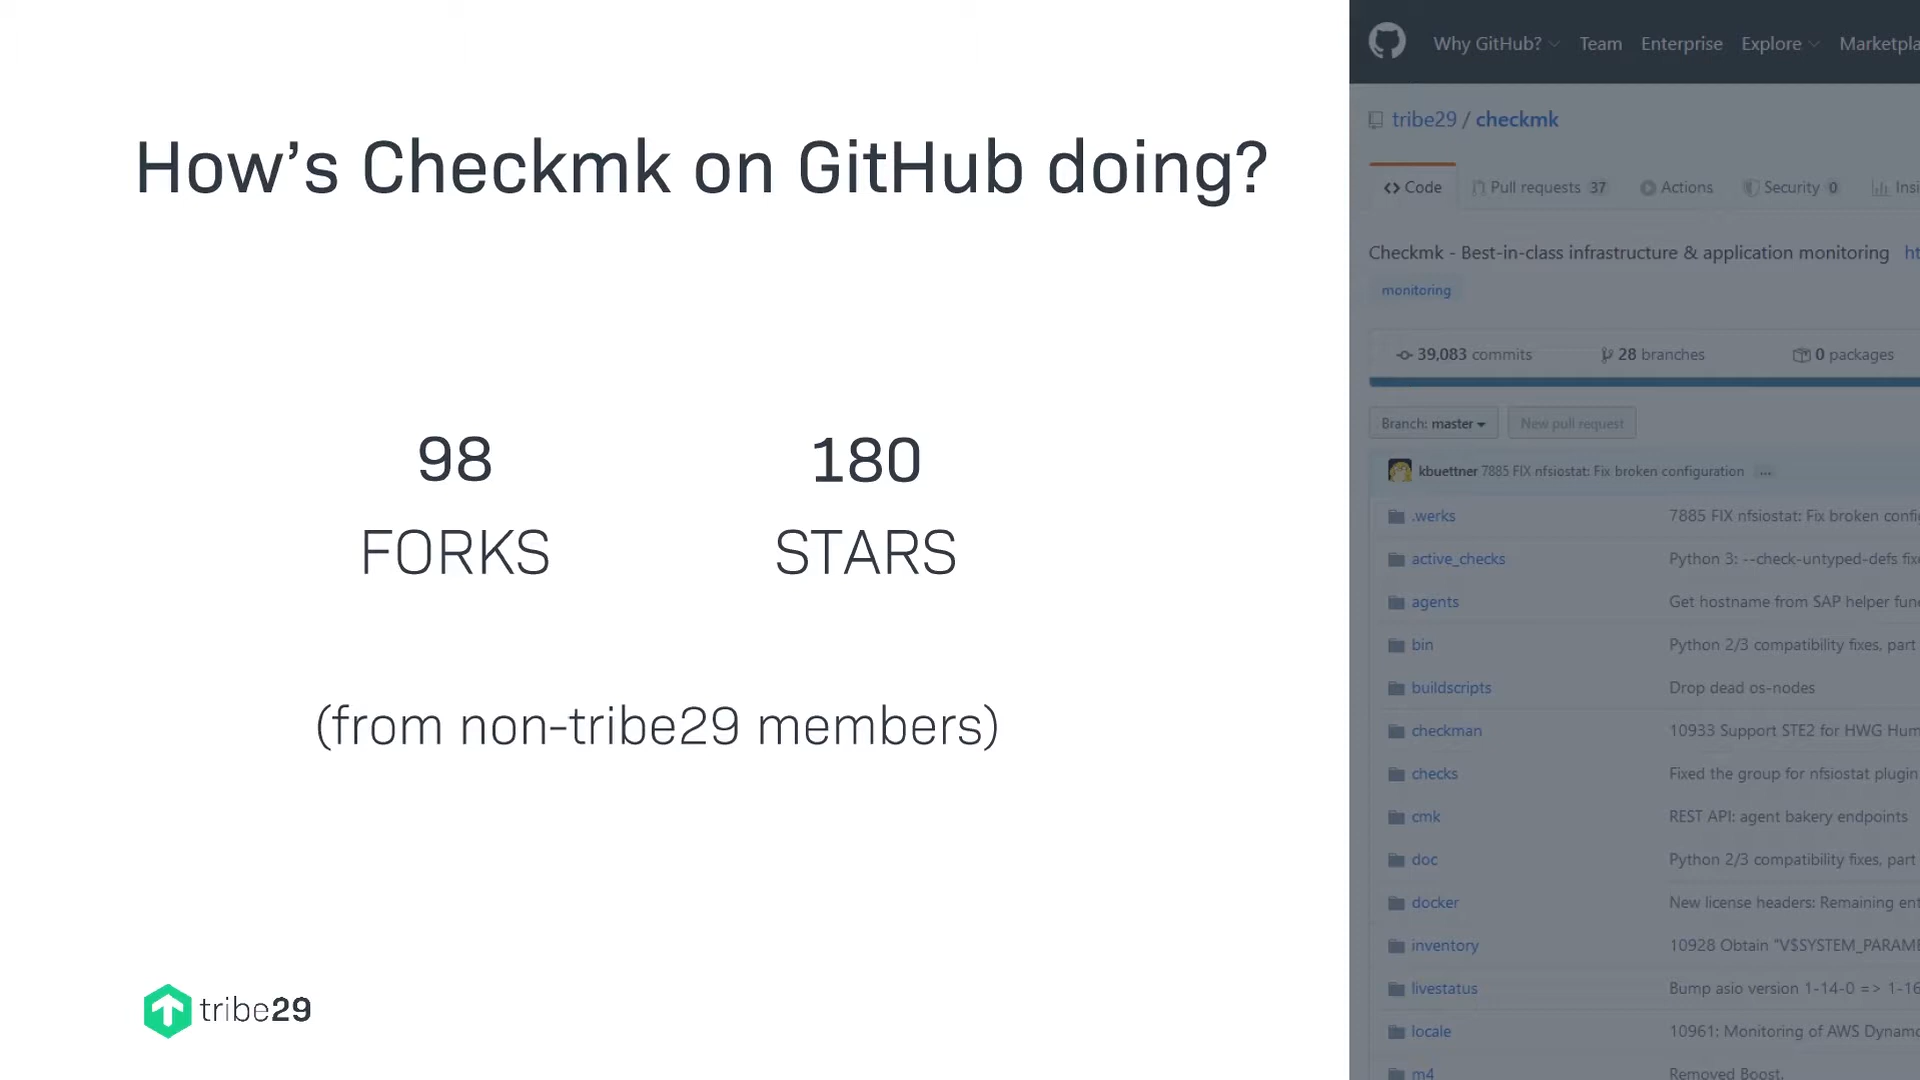 How's Checkmk on GitHub doing?
98
FORKS
180
STARS
(from non-tribe29 members)
tribe29
Why GitHub? Team Enterprise Explore
tribe29 / checkmk
Code Pull requests 37 Actions Security 0
Checkmk - Best-in-class infrastructure & application monitoring
monitoring
39,083 commits 28 branches 0 packages
Branch: master New pull request
kbuettner 7885 FIX nfsiostat: Fix broken configuration ...
.werks 7885 FIX nfsiostat: Fix broken
active_checks Python 3: --check-untyped-defs
agents Get hostname from SAP helper
bin Python 2/3 compatibility fixes, part
buildscripts Drop dead os-nodes
checkman 10933 Support STE2 for HWG
checks Fixed the group for nfsiostat plugin
cmk REST API: agent bakery endpoints
doc Python 2/3 compatibility fixes, part
docker New license headers: Remaining
inventory 10928 Obtain
livestatus Bump asio version 1-14-0 =>
locale 10961: Monitoring of AWS
m4 Removed Boost.